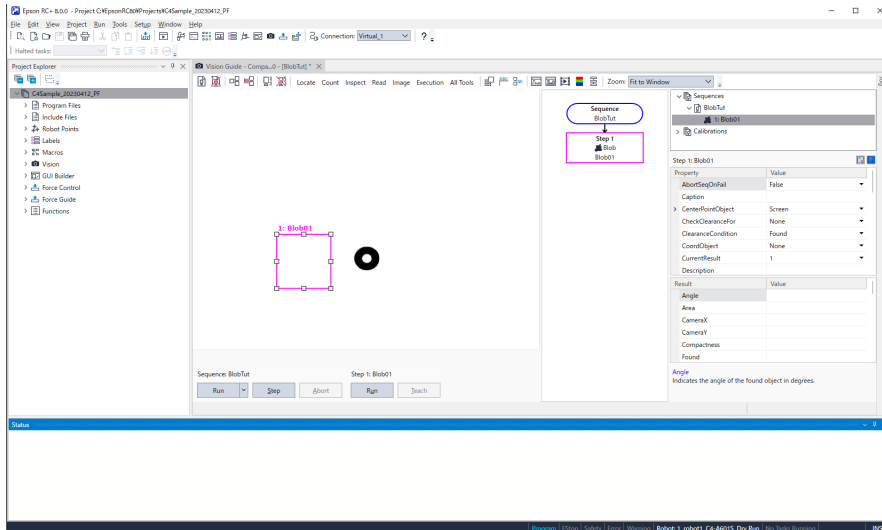 Epson RC+ 8.0.0 - Project C:¥EpsonRC80¥Projects¥C4Sample_20230412_PF
File Edit View Project Run Tools Setup Window Help
Connection: Virtual_1
Halted tasks:
Project Explorer
C4Sample_20230412_PF
Program Files
Include Files
Robot Points
Labels
Macros
Vision
GUI Builder
Force Control
Force Guide
Functions
Vision Guide - Compa...0 - [BlobTut] *
Locate Count Inspect Read Image Execution All Tools Zoom: Fit to Window
1: Blob01
Sequence
BlobTut
Step 1
Blob
Blob01
Sequence: BlobTut Step 1: Blob01
Run Step Abort Run Teach
Sequences
BlobTut
1: Blob01
Calibrations
Step 1: Blob01
Property Value
AbortSeqOnFail False
Caption
CenterPointObject Screen
CheckClearanceFor None
ClearanceCondition Found
CoordObject None
CurrentResult 1
Description
Result Value
Angle
Area
CameraX
CameraY
Compactness
Found
Angle
Indicates the angle of the found object in degrees.
Status
Program EStop Safety Error Warning Robot: 1, robot1, C4-A601S, Dry Run No Tasks Running INS